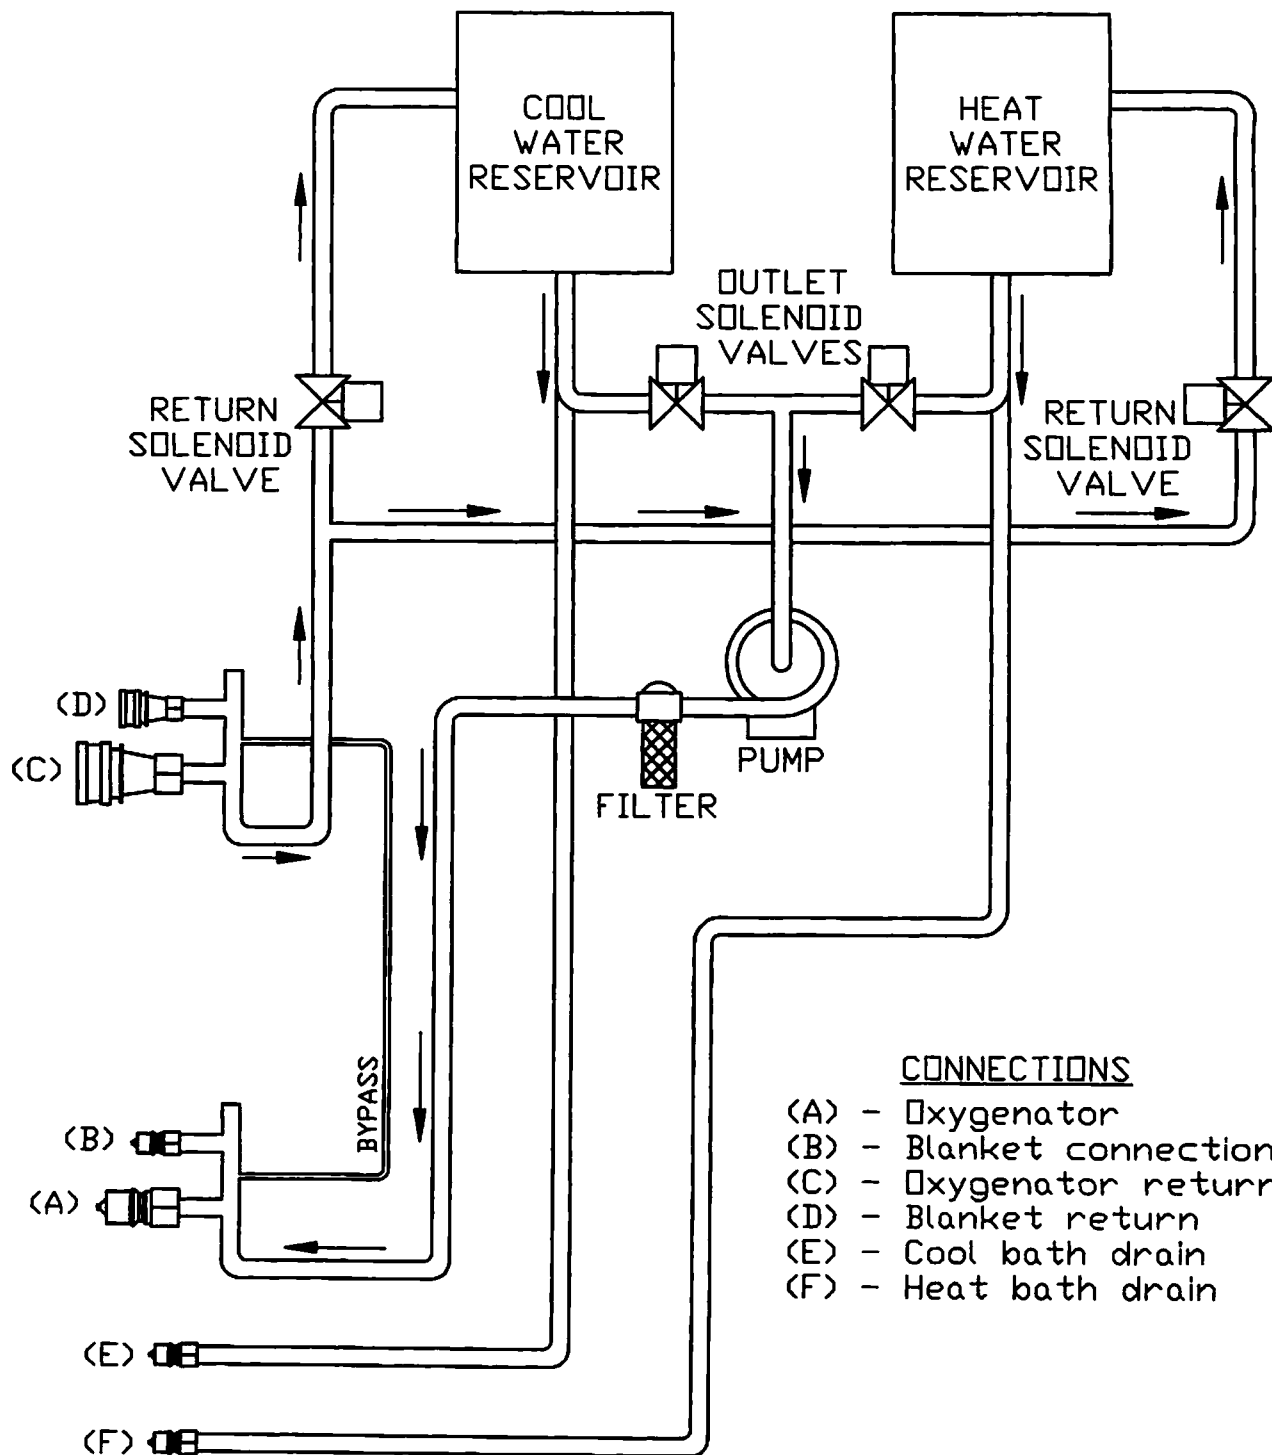 COOL
WATER
RESERVOIR
HEAT
WATER
RESERVOIR
OUTLET
SOLENOID
VALVES
RETURN
SOLENOID
VALVE
RETURN
SOLENOID
VALVE
(D)
(C)
PUMP
FILTER
BYPASS
(B)
(A)
(E)
(F)
CONNECTIONS
(A) - Oxygenator
(B) - Blanket connection
(C) - Oxygenator return
(D) - Blanket return
(E) - Cool bath drain
(F) - Heat bath drain